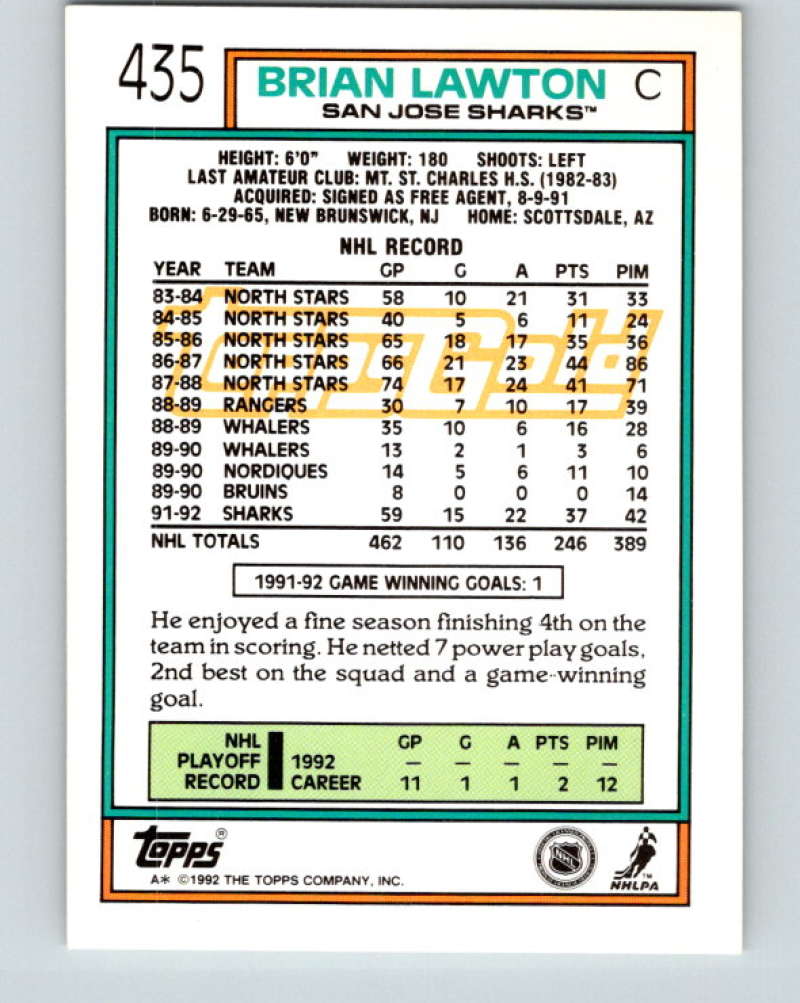 435 BRIAN LAWTON C
SAN JOSE SHARKS™
HEIGHT: 6'0" WEIGHT: 180 SHOOTS: LEFT
LAST AMATEUR CLUB: MT. ST. CHARLES H.S. (1982-83)
ACQUIRED: SIGNED AS FREE AGENT, 8-9-91
BORN: 6-29-65, NEW BRUNSWICK, NJ HOME: SCOTTSDALE, AZ
NHL RECORD
YEAR TEAM GP G A PTS PIM
83-84 NORTH STARS 58 10 21 31 33
84-85 NORTH STARS 40 5 6 11 24
85-86 NORTH STARS 65 18 17 35 36
86-87 NORTH STARS 66 21 23 44 86
87-88 NORTH STARS 74 17 24 41 71
88-89 RANGERS 30 7 10 17 39
88-89 WHALERS 35 10 6 16 28
89-90 WHALERS 13 2 1 3 6
89-90 NORDIQUES 14 5 6 11 10
89-90 BRUINS 8 0 0 0 14
91-92 SHARKS 59 15 22 37 42
NHL TOTALS 462 110 136 246 389
ToppsGold
1991-92 GAME WINNING GOALS: 1
He enjoyed a fine season finishing 4th on the
team in scoring. He netted 7 power play goals,
2nd best on the squad and a game-winning
goal.
NHL GP G A PTS PIM
PLAYOFF 1992 — — — — —
RECORD CAREER 11 1 1 2 12
Topps®
A* ©1992 THE TOPPS COMPANY, INC.
NHL
™
NHLPA